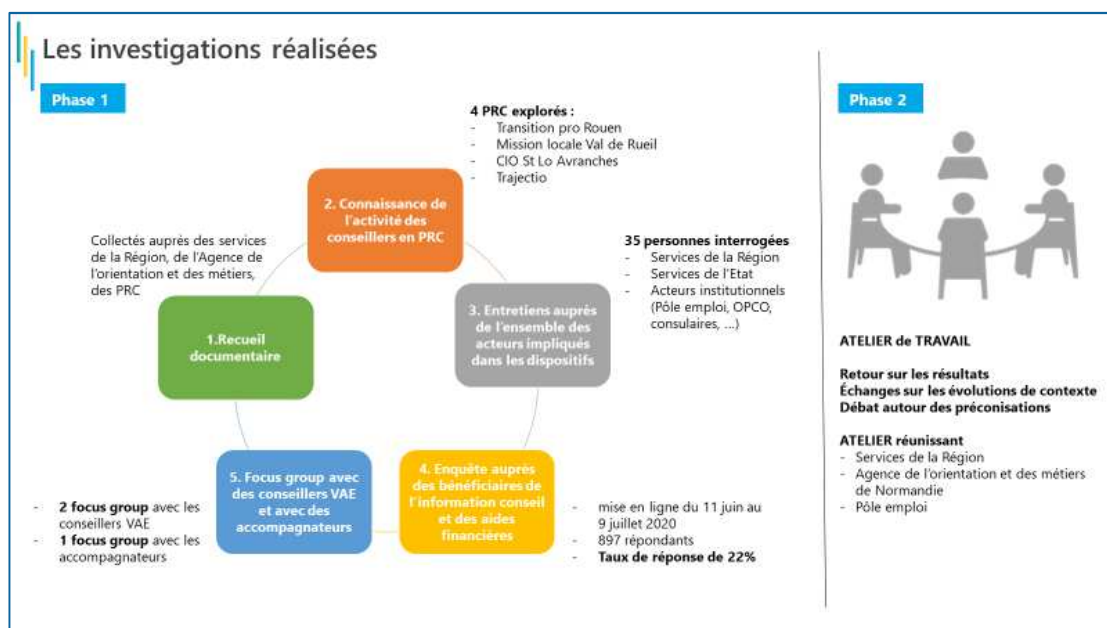 Les investigations réalisées
Phase 1
4 PRC explorés :
- Transition pro Rouen
- Mission locale Val de Rueil
- CIO St Lo Avranches
- Trajectio
2. Connaissance de
l'activité des
conseillers en PRC
Collectés auprès des services
de la Région, de l'Agence de
l'orientation et des métiers,
des PRC
1.Recueil
documentaire
35 personnes interrogées
- Services de la Région
- Services de l'Etat
- Acteurs institutionnels
(Pôle emploi, OPCO,
consulaires, ...)
3. Entretiens auprès
de l'ensemble des
acteurs impliqués
dans les dispositifs
5. Focus group avec
des conseillers VAE
et avec des
accompagnateurs
- 2 focus group avec les
conseillers VAE
- 1 focus group avec les
accompagnateurs
4. Enquête auprès
des bénéficiaires de
l'information conseil
et des aides
financières
- mise en ligne du 11 juin au
9 juillet 2020
- 897 répondants
- Taux de réponse de 22%
Phase 2
ATELIER de TRAVAIL
Retour sur les résultats
Échanges sur les évolutions de contexte
Débat autour des préconisations
ATELIER réunissant
- Services de la Région
- Agence de l'orientation et des métiers
de Normandie
- Pôle emploi